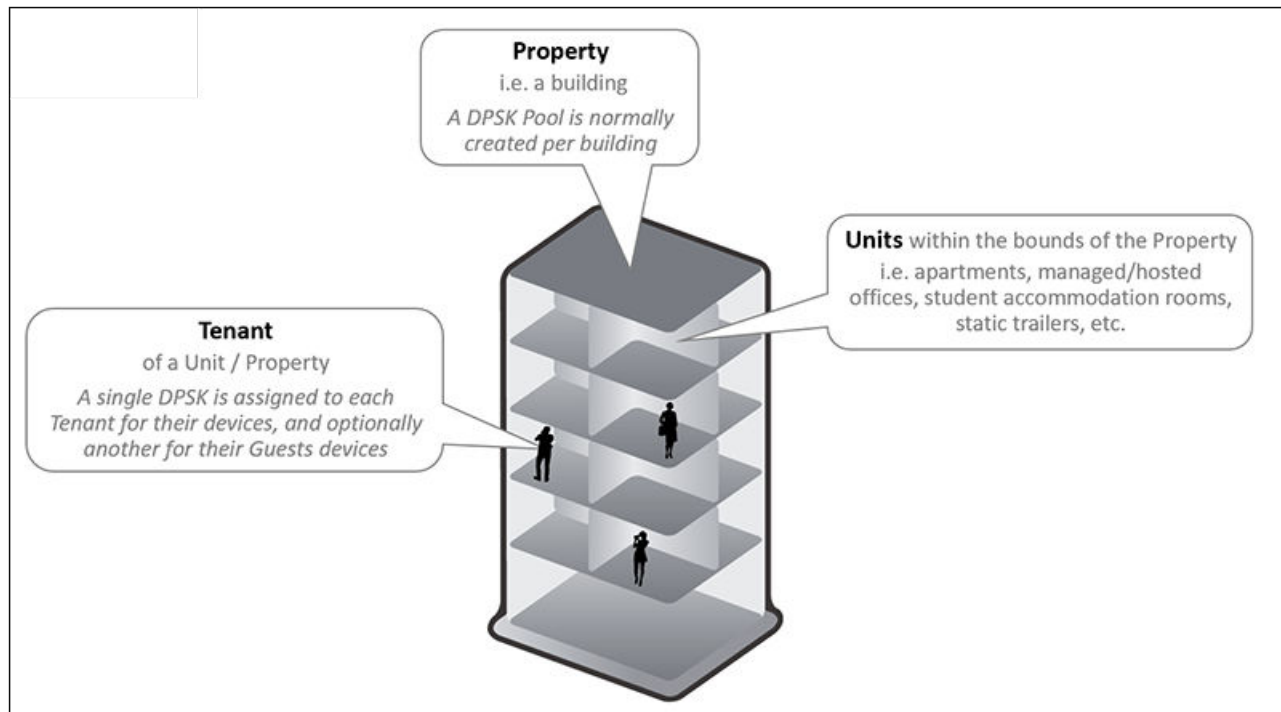 Property
i.e. a building
A DPSK Pool is normally
created per building
Units within the bounds of the Property
i.e. apartments, managed/hosted
offices, student accommodation rooms,
static trailers, etc.
Tenant
of a Unit / Property
A single DPSK is assigned to each
Tenant for their devices, and optionally
another for their Guests devices